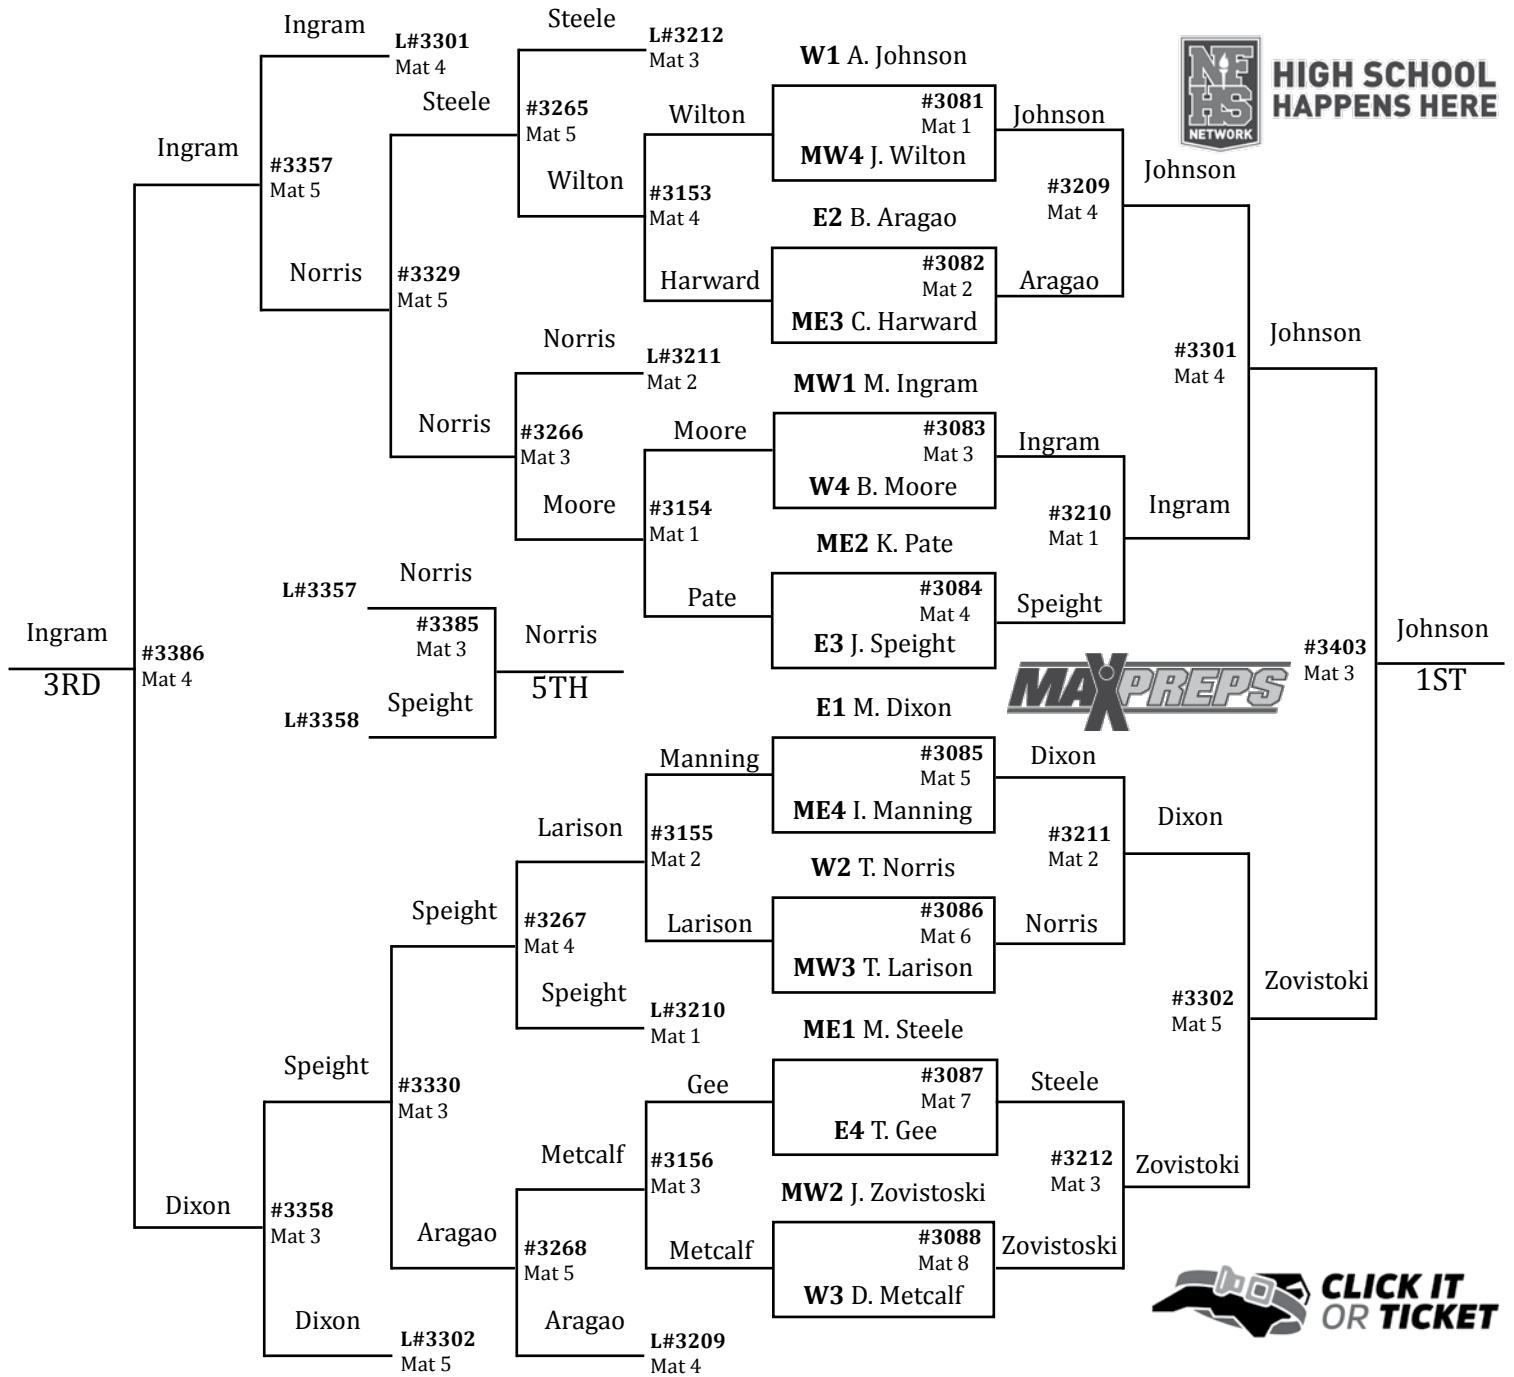 Ingram
L#3301
Mat 4
Steele
L#3212
Mat 3
W1 A. Johnson
NF
HS
NETWORK
HIGH SCHOOL
HAPPENS HERE
Steele
#3265
Mat 5
Wilton
#3081
Mat 1
Johnson
MW4 J. Wilton
Ingram
#3357
Mat 5
Wilton
#3153
Mat 4
#3209
Mat 4
Johnson
E2 B. Aragao
Norris
#3329
Mat 5
Harward
#3082
Mat 2
Aragao
ME3 C. Harward
Norris
L#3211
Mat 2
#3301
Mat 4
Johnson
MW1 M. Ingram
Norris
#3266
Mat 3
Moore
#3083
Mat 3
Ingram
W4 B. Moore
Moore
#3154
Mat 1
#3210
Mat 1
Ingram
ME2 K. Pate
Norris
L#3357
Pate
#3084
Mat 4
Speight
E3 J. Speight
Ingram
3RD
#3386
Mat 4
#3385
Mat 3
Norris
5TH
Speight
L#3358
MAXPREPS
#3403
Mat 3
Johnson
1ST
E1 M. Dixon
Manning
#3085
Mat 5
Dixon
ME4 I. Manning
Larison
#3155
Mat 2
#3211
Mat 2
Dixon
W2 T. Norris
Speight
#3267
Mat 4
Larison
#3086
Mat 6
Norris
MW3 T. Larison
Speight
L#3210
Mat 1
#3302
Mat 5
Zovistoki
ME1 M. Steele
Speight
#3330
Mat 3
Gee
#3087
Mat 7
Steele
E4 T. Gee
Metcalf
#3156
Mat 3
#3212
Mat 3
Zovistoki
MW2 J. Zovistoski
Dixon
#3358
Mat 3
Aragao
#3268
Mat 5
Metcalf
#3088
Mat 8
Zovistoski
W3 D. Metcalf
Dixon
L#3302
Mat 5
Aragao
L#3209
Mat 4
CLICK IT
OR TICKET